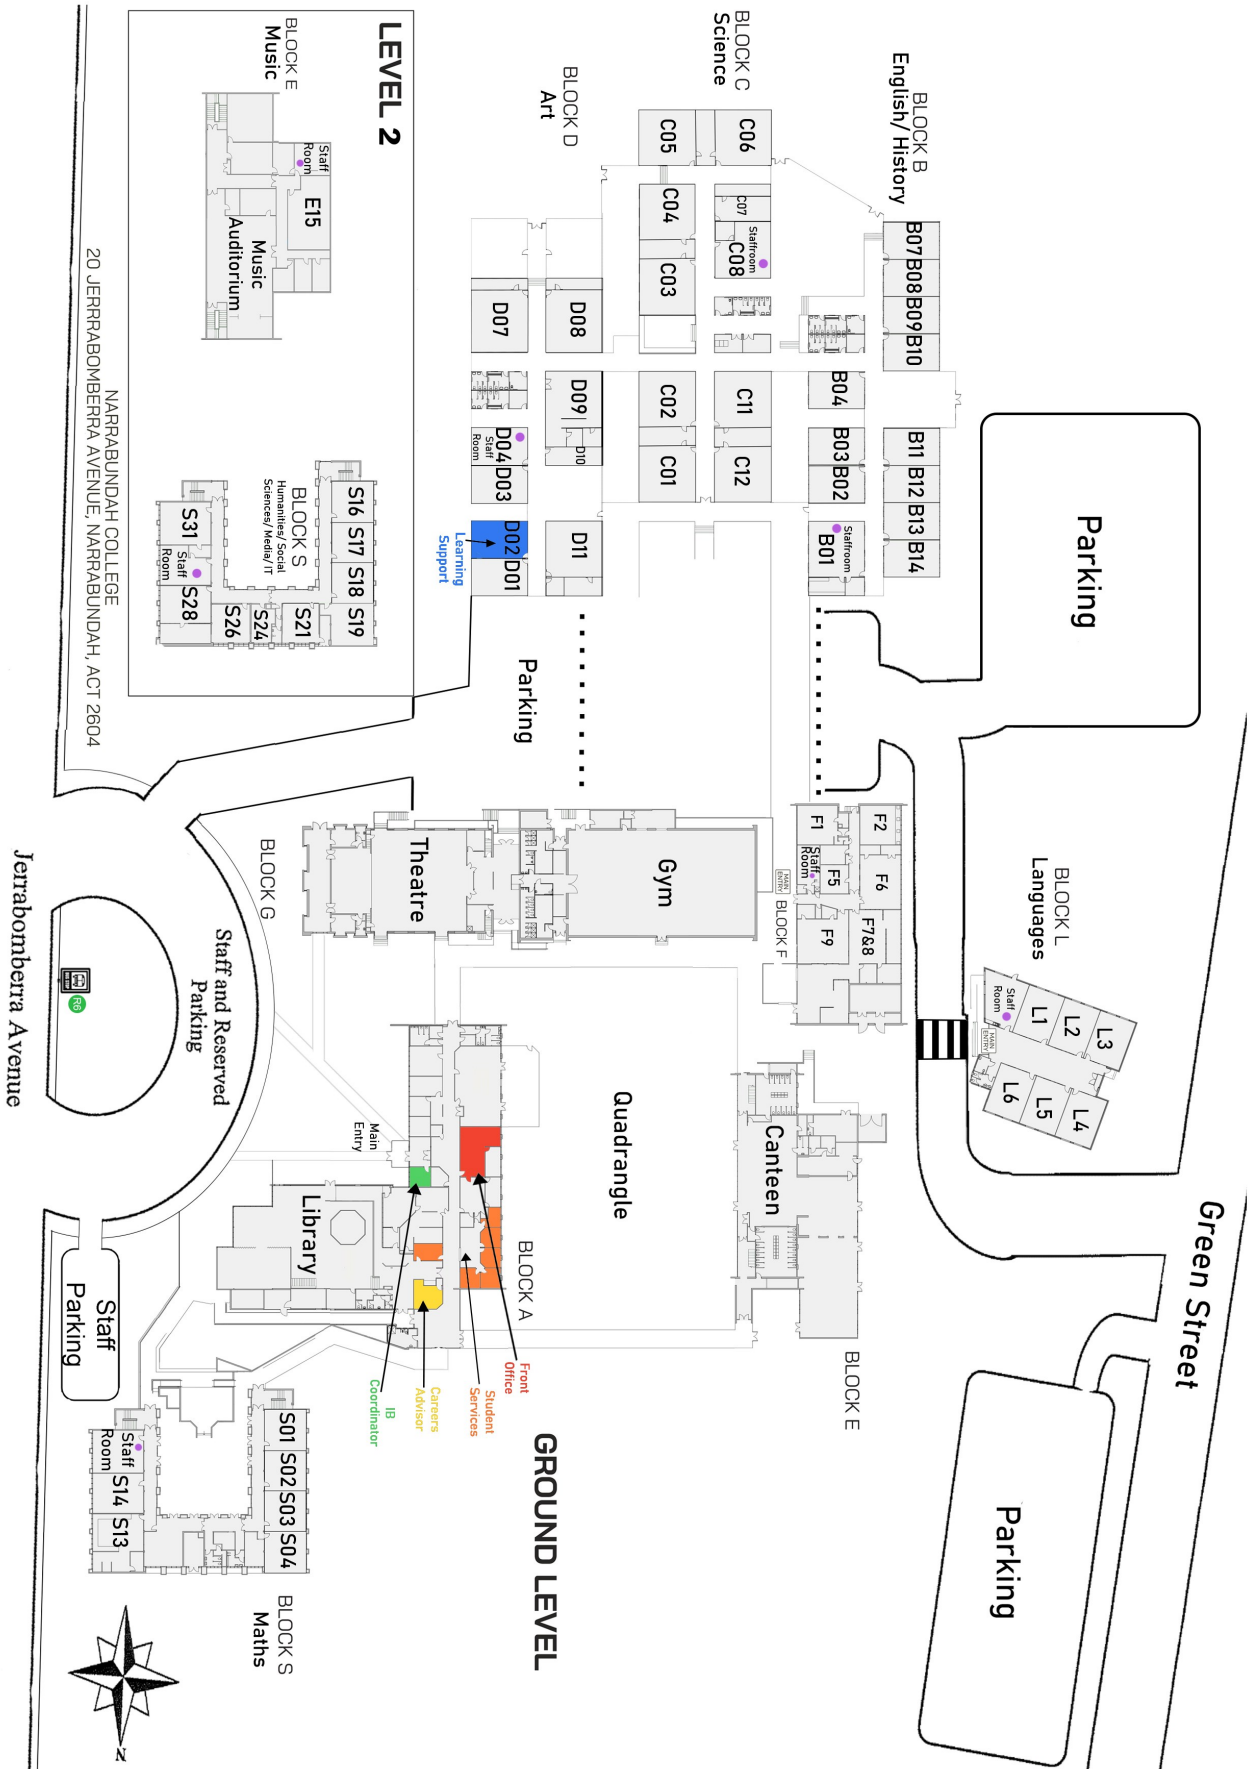 LEVEL 2
BLOCK E
Music
Staff
Room
E15
Music
Auditorium
BLOCK S
Humanities/ Social
Sciences/ Media/ IT
S16
S17
S18
S19
S21
S24
S26
S28
Staff
Room
S31
NARRABUNDAH COLLEGE
20 JERRRABOMBERRA AVENUE, NARRABUNDAH, ACT 2604
BLOCK B
English/ History
B07
B08
B09
B10
B11
B12
B13
B14
B04
B03
B02
Staffroom
B01
BLOCK C
Science
C06
C05
C07
Staffroom
C08
C04
C03
C11
C12
C02
C01
BLOCK D
Art
D08
D07
D09
D10
D11
D04
Staff
Room
D03
D02
D01
Learning
Support
Parking
Parking
BLOCK L
Languages
Staff
Room
L1
L2
L3
MAIN
ENTRY
L6
L5
L4
F2
F1
F6
F5
Staff
Room
F7&8
F9
MAIN
ENTRY
BLOCK F
Gym
Theatre
BLOCK G
Staff and Reserved
Parking
R6
Jerrabomberra Avenue
Quadrangle
Canteen
BLOCK E
BLOCK A
Main
Entry
Library
Front
Office
Student
Services
Careers
Advisor
IB
Coordinator
GROUND LEVEL
Green Street
Parking
Staff
Parking
S01
S02
S03
S04
Staff
Room
S14
S13
BLOCK S
Maths
N